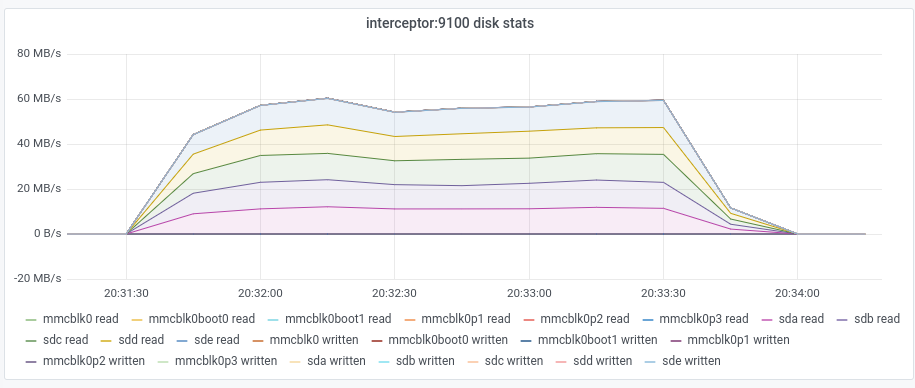 interceptor:9100 disk stats
80 MB/s
60 MB/s
40 MB/s
20 MB/s
0 B/s
-20 MB/s
20:31:30 20:32:00 20:32:30 20:33:00 20:33:30 20:34:00
mmcblk0 read mmcblk0boot0 read mmcblk0boot1 read mmcblk0p1 read mmcblk0p2 read mmcblk0p3 read sda read sdb read
sdc read sdd read sde read mmcblk0 written mmcblk0boot0 written mmcblk0boot1 written mmcblk0p1 written
mmcblk0p2 written mmcblk0p3 written sda written sdb written sdc written sdd written sde written